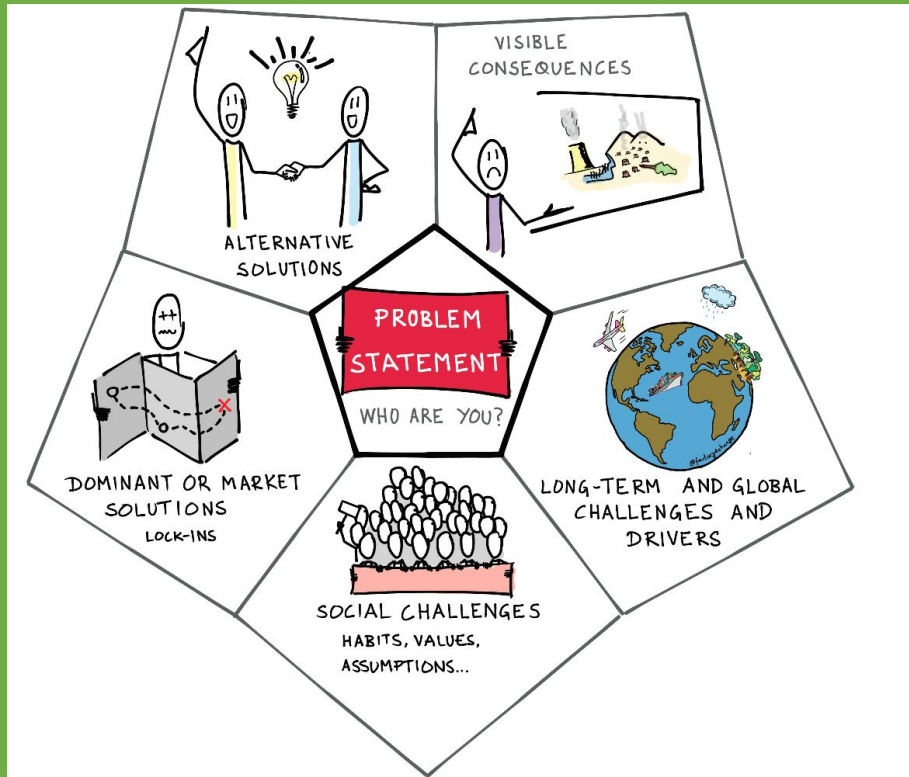 VISIBLE
CONSEQUENCES
ALTERNATIVE
SOLUTIONS
PROBLEM
STATEMENT
WHO ARE YOU?
DOMINANT OR MARKET
SOLUTIONS
LOCK-INS
LONG-TERM AND GLOBAL
CHALLENGES AND
DRIVERS
SOCIAL CHALLENGES
HABITS, VALUES,
ASSUMPTIONS...